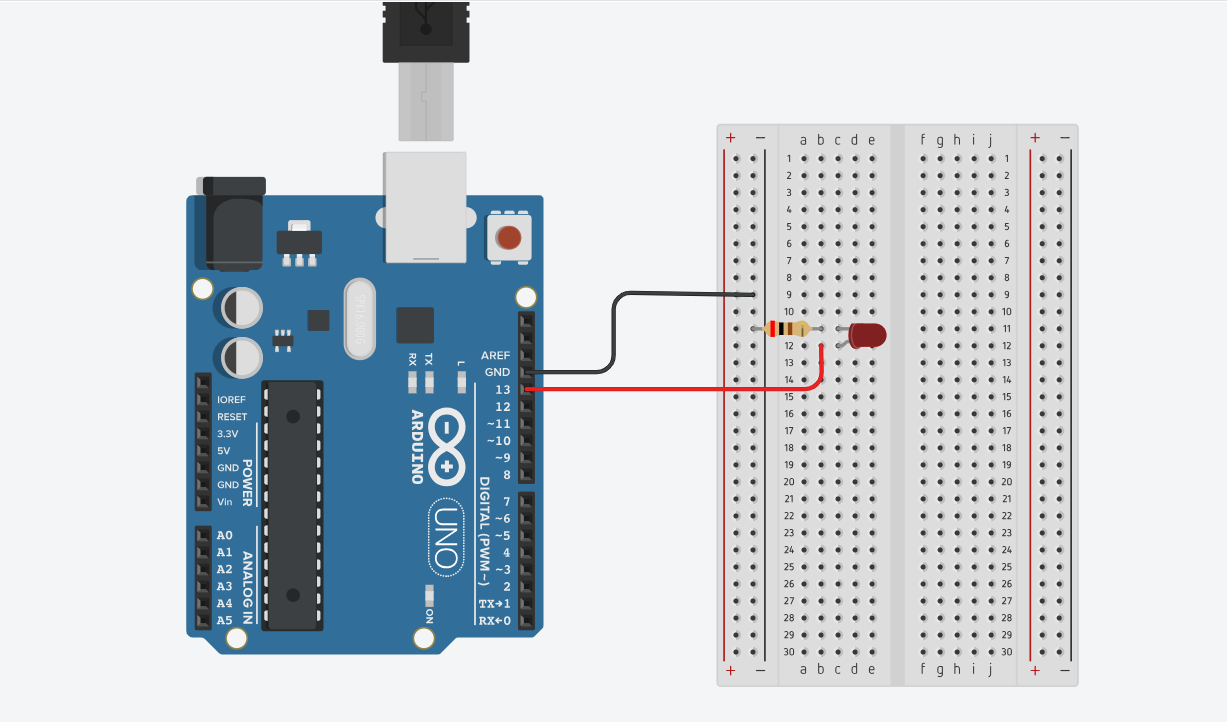 AREF
GND
13
12
~11
~10
~9
8
7
~6
~5
4
~3
2
TX→1
RX←0
RX
TX
L
ARDUINO
UNO
DIGITAL (PWM~)
ON
IOREF
RESET
3.3V
5V
GND
GND
Vin
POWER
A0
A1
A2
A3
A4
A5
ANALOG IN
+ − a b c d e f g h i j + −
1 1
2 2
3 3
4 4
5 5
6 6
7 7
8 8
9 9
10 10
11 11
12 12
13 13
14 14
15 15
16 16
17 17
18 18
19 19
20 20
21 21
22 22
23 23
24 24
25 25
26 26
27 27
28 28
29 29
30 30
+ − a b c d e f g h i j + −